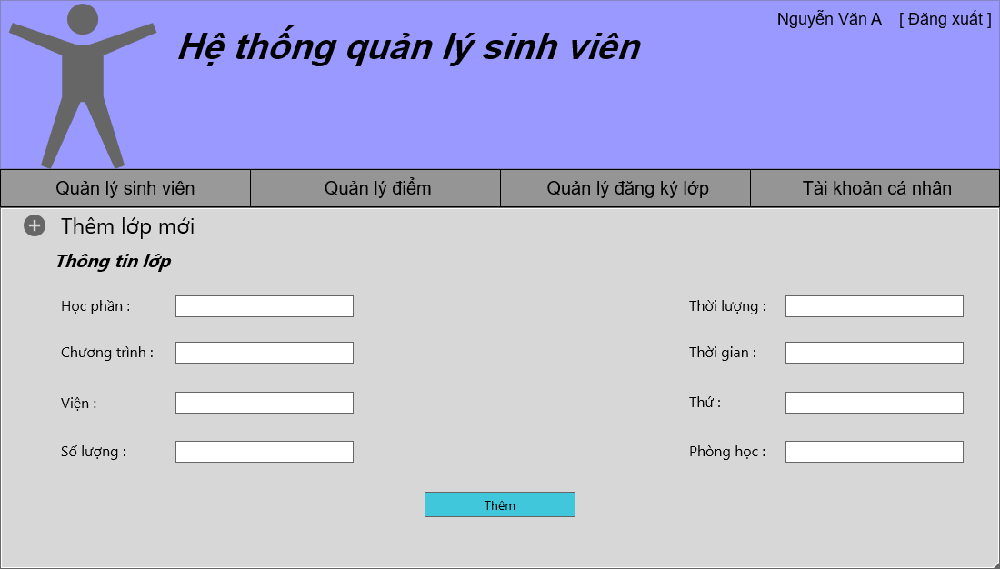 Nguyễn Văn A [ Đăng xuất ]
Hệ thống quản lý sinh viên
Quản lý sinh viên Quản lý điểm Quản lý đăng ký lớp Tài khoản cá nhân
Thêm lớp mới
Thông tin lớp
Học phần : Thời lượng :
Chương trình : Thời gian :
Viện : Thứ :
Số lượng : Phòng học :
Thêm